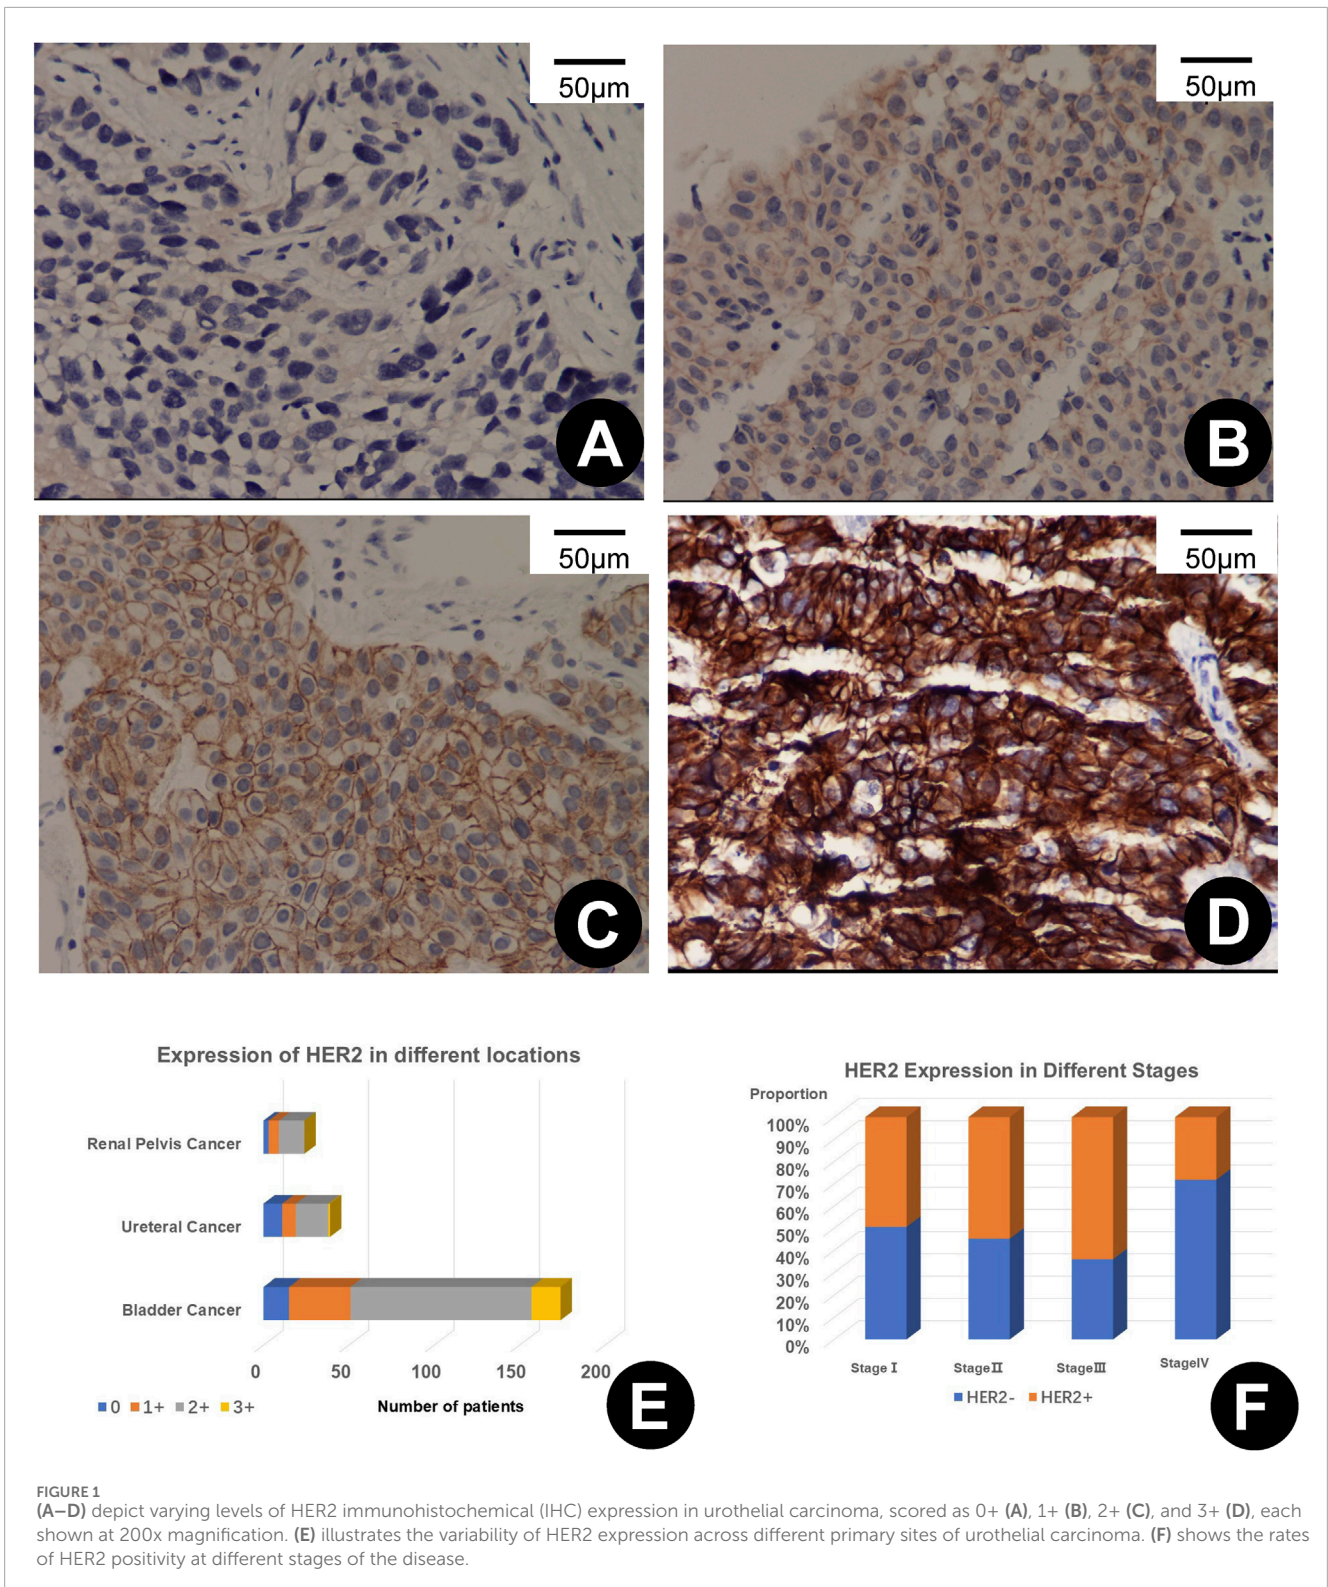 50µm
50µm
A
B
50µm
50µm
C
D
Expression of HER2 in different locations
Renal Pelvis Cancer
Ureteral Cancer
Bladder Cancer
0 50 100 150 200
0 1+ 2+ 3+
Number of patients
E
HER2 Expression in Different Stages
Proportion
100%
90%
80%
70%
60%
50%
40%
30%
20%
10%
0%
Stage Ⅰ StageⅡ StageⅢ StageIV
HER2- HER2+
F
FIGURE 1
(A–D) depict varying levels of HER2 immunohistochemical (IHC) expression in urothelial carcinoma, scored as 0+ (A), 1+ (B), 2+ (C), and 3+ (D), each
shown at 200x magnification. (E) illustrates the variability of HER2 expression across different primary sites of urothelial carcinoma. (F) shows the rates
of HER2 positivity at different stages of the disease.